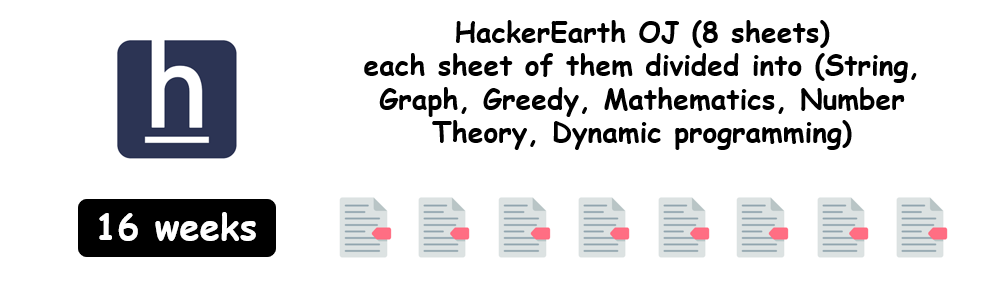 h
HackerEarth OJ (8 sheets)
each sheet of them divided into (String,
Graph, Greedy, Mathematics, Number
Theory, Dynamic programming)
16 weeks